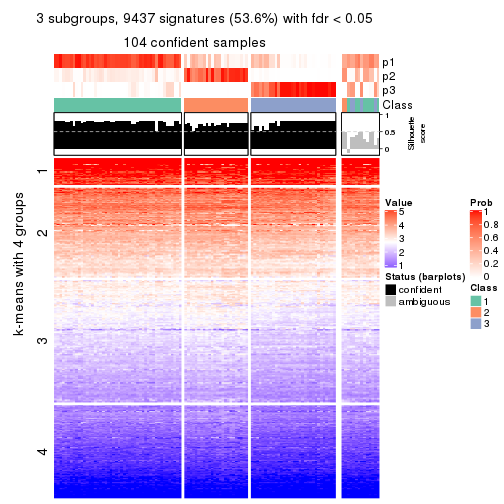 3 subgroups, 9437 signatures (53.6%) with fdr < 0.05
104 confident samples
p1
p2
p3
Class
1
0.5
0
Silhouette
score
k-means with 4 groups
1
2
3
4
Value
5
4
3
2
1
Status (barplots)
confident
ambiguous
Prob
1
0.8
0.6
0.4
0.2
0
Class
1
2
3